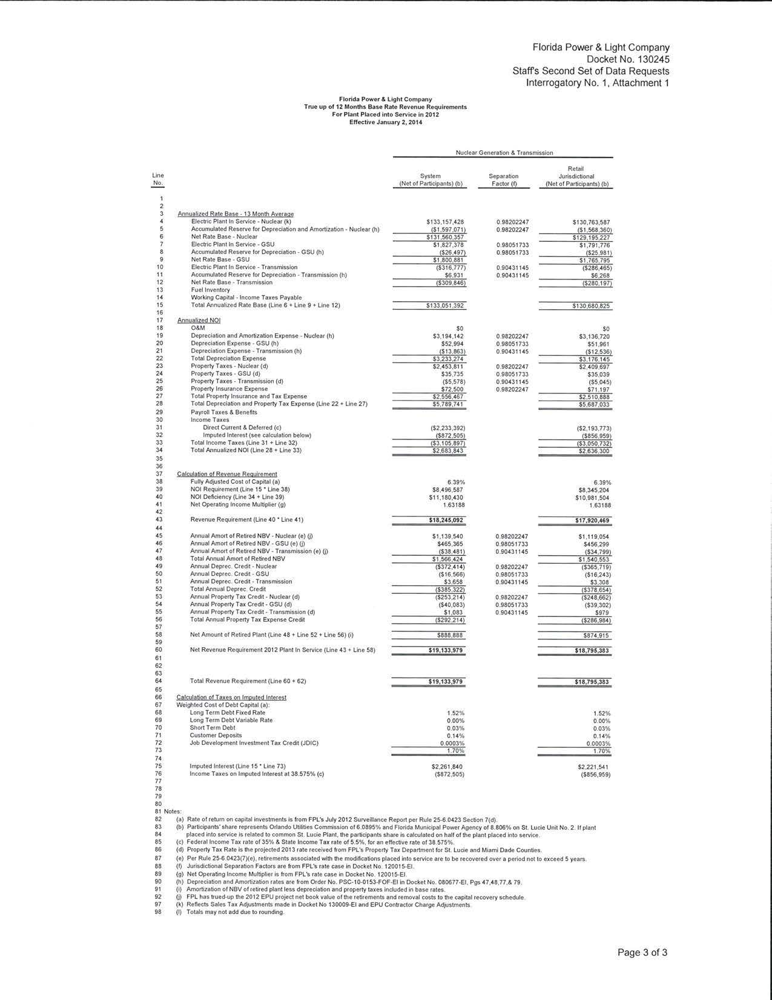 Florida Power & Light Company
Docket No. 130245
Staff's Second Set of Data Requests
Interrogatory No. 1, Attachment 1
Florida Power & Light Company
True up of 12 Months Base Rate Revenue Requirements
For Plant Placed into Service in 2012
Effective January 2, 2014
Nuclear Generation & Transmission
Retail
Line System Separation Jurisdictional
No. (Net of Participants) (b) Factor (f) (Net of Participants) (b)
1
2
3 Annualized Rate Base - 13 Month Average
4 Electric Plant In Service - Nuclear (k) $133,157,428 0.98202247 $130,763,587
5 Accumulated Reserve for Depreciation and Amortization - Nuclear (h) ($1,597,071) 0.98202247 ($1,568,360)
6 Net Rate Base - Nuclear $131,560,357 $129,195,227
7 Electric Plant In Service - GSU $1,827,378 0.98051733 $1,791,776
8 Accumulated Reserve for Depreciation - GSU (h) ($26,497) 0.98051733 ($25,981)
9 Net Rate Base - GSU $1,800,881 $1,765,795
10 Electric Plant In Service - Transmission ($316,777) 0.90431145 ($286,465)
11 Accumulated Reserve for Depreciation - Transmission (h) $6,931 0.90431145 $6,268
12 Net Rate Base - Transmission ($309,846) ($280,197)
13 Fuel Inventory
14 Working Capital - Income Taxes Payable
15 Total Annualized Rate Base (Line 6 + Line 9 + Line 12) $133,051,392 $130,680,825
16
17 Annualized NOI
18 O&M $0 $0
19 Depreciation and Amortization Expense - Nuclear (h) $3,194,142 0.98202247 $3,136,720
20 Depreciation Expense - GSU (h) $52,994 0.98051733 $51,961
21 Depreciation Expense - Transmission (h) ($13,863) 0.90431145 ($12,536)
22 Total Depreciation Expense $3,233,274 $3,176,145
23 Property Taxes - Nuclear (d) $2,453,811 0.98202247 $2,409,697
24 Property Taxes - GSU (d) $35,735 0.98051733 $35,039
25 Property Taxes - Transmission (d) ($5,578) 0.90431145 ($5,045)
26 Property Insurance Expense $72,500 0.98202247 $71,197
27 Total Property Insurance and Tax Expense $2,556,467 $2,510,888
28 Total Depreciation and Property Tax Expense (Line 22 + Line 27) $5,789,741 $5,687,033
29 Payroll Taxes & Benefits
30 Income Taxes
31 Direct Current & Deferred (c) ($2,233,392) ($2,193,773)
32 Imputed Interest (see calculation below) ($872,505) ($856,959)
33 Total Income Taxes (Line 31 + Line 32) ($3,105,897) ($3,050,732)
34 Total Annualized NOI (Line 28 + Line 33) $2,683,843 $2,636,300
35
36
37 Calculation of Revenue Requirement
38 Fully Adjusted Cost of Capital (a) 6.39% 6.39%
39 NOI Requirement (Line 15 * Line 38) $8,496,587 $8,345,204
40 NOI Deficiency (Line 34 + Line 39) $11,180,430 $10,981,504
41 Net Operating Income Multiplier (g) 1.63188 1.63188
42
43 Revenue Requirement (Line 40 * Line 41) $18,245,092 $17,920,469
44
45 Annual Amort of Retired NBV - Nuclear (e) (j) $1,139,540 0.98202247 $1,119,054
46 Annual Amort of Retired NBV - GSU (e) (j) $465,365 0.98051733 $456,299
47 Annual Amort of Retired NBV - Transmission (e) (j) ($38,481) 0.90431145 ($34,799)
48 Total Annual Amort of Retired NBV $1,566,424 $1,540,553
49 Annual Deprec. Credit - Nuclear ($372,414) 0.98202247 ($365,719)
50 Annual Deprec. Credit - GSU ($16,566) 0.98051733 ($16,243)
51 Annual Deprec. Credit - Transmission $3,658 0.90431145 $3,308
52 Total Annual Deprec. Credit ($385,322) ($378,654)
53 Annual Property Tax Credit - Nuclear (d) ($253,214) 0.98202247 ($248,662)
54 Annual Property Tax Credit - GSU (d) ($40,083) 0.98051733 ($39,302)
55 Annual Property Tax Credit - Transmission (d) $1,083 0.90431145 $979
56 Total Annual Property Tax Expense Credit ($292,214) ($286,984)
57
58 Net Amount of Retired Plant (Line 48 + Line 52 + Line 56) (i) $888,888 $874,915
59
60 Net Revenue Requirement 2012 Plant In Service (Line 43 + Line 58) $19,133,979 $18,795,383
61
62
63
64 Total Revenue Requirement (Line 60 + 62) $19,133,979 $18,795,383
65
66 Calculation of Taxes on Imputed Interest
67 Weighted Cost of Debt Capital (a):
68 Long Term Debt Fixed Rate 1.52% 1.52%
69 Long Term Debt Variable Rate 0.00% 0.00%
70 Short Term Debt 0.03% 0.03%
71 Customer Deposits 0.14% 0.14%
72 Job Development Investment Tax Credit (JDIC) 0.0003% 0.0003%
73 1.70% 1.70%
74
75 Imputed Interest (Line 15 * Line 73) $2,261,840 $2,221,541
76 Income Taxes on Imputed Interest at 38.575% (c) ($872,505) ($856,959)
77
78
79
80
81 Notes:
82 (a) Rate of return on capital investments is from FPL's July 2012 Surveillance Report per Rule 25-6.0423 Section 7(d).
83 (b) Participants' share represents Orlando Utilities Commission of 6.0895% and Florida Municipal Power Agency of 8.806% on St. Lucie Unit No. 2. If plant
84 placed into service is related to common St. Lucie Plant, the participants share is calculated on half of the plant placed into service.
85 (c) Federal Income Tax rate of 35% & State Income Tax rate of 5.5%, for an effective rate of 38.575%.
86 (d) Property Tax Rate is the projected 2013 rate received from FPL's Property Tax Department for St. Lucie and Miami Dade Counties.
87 (e) Per Rule 25-6.0423(7)(e), retirements associated with the modifications placed into service are to be recovered over a period not to exceed 5 years.
88 (f) Jurisdictional Separation Factors are from FPL's rate case in Docket No. 120015-EI.
89 (g) Net Operating Income Multiplier is from FPL's rate case in Docket No. 120015-EI.
90 (h) Depreciation and Amortization rates are from Order No. PSC-10-0153-FOF-EI in Docket No. 080677-EI, Pgs 47,48,77,& 79.
91 (i) Amortization of NBV of retired plant less depreciation and property taxes included in base rates.
92 (j) FPL has trued-up the 2012 EPU project net book value of the retirements and removal costs to the capital recovery schedule.
97 (k) Reflects Sales Tax Adjustments made in Docket No 130009-EI and EPU Contractor Charge Adjustments.
98 (l) Totals may not add due to rounding.
Page 3 of 3